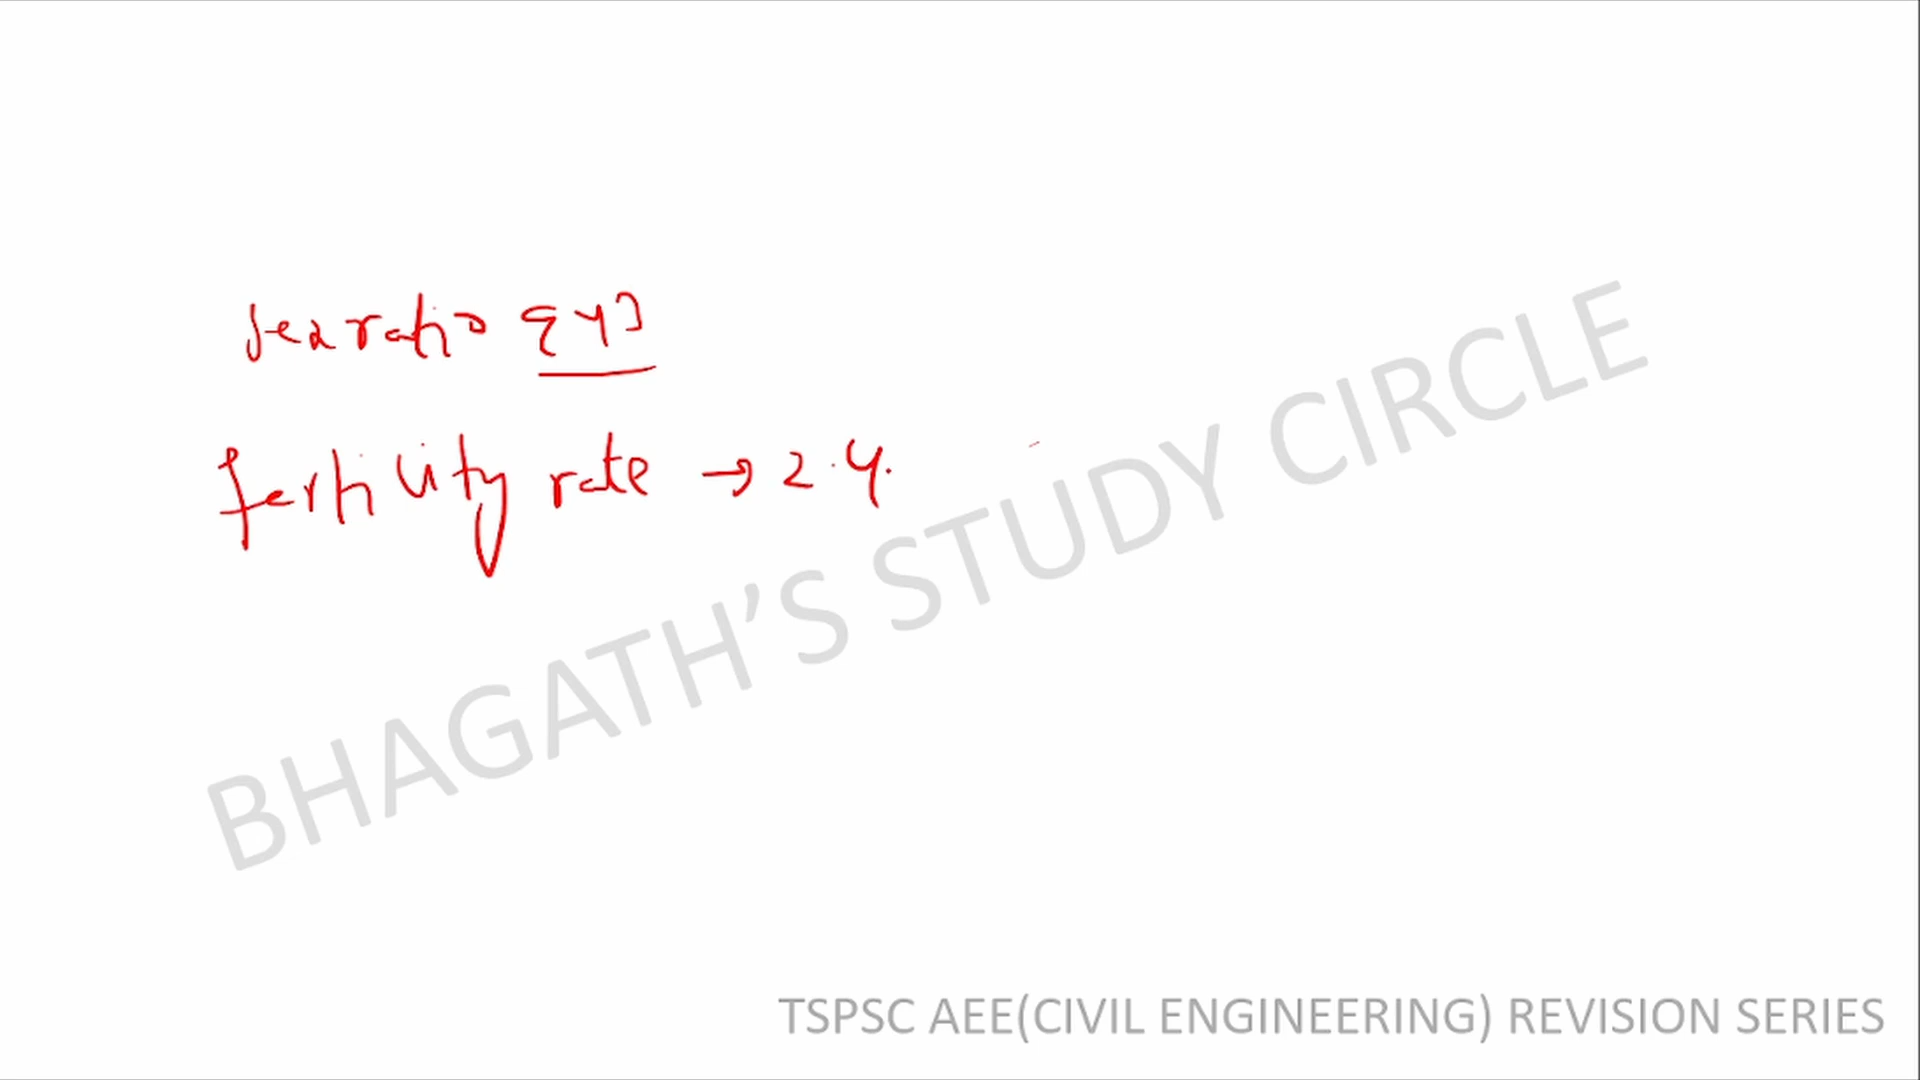 Sex ratio 943
fertility rate → 2.4.
BHAGATH'S STUDY CIRCLE
TSPSC AEE(CIVIL ENGINEERING) REVISION SERIES